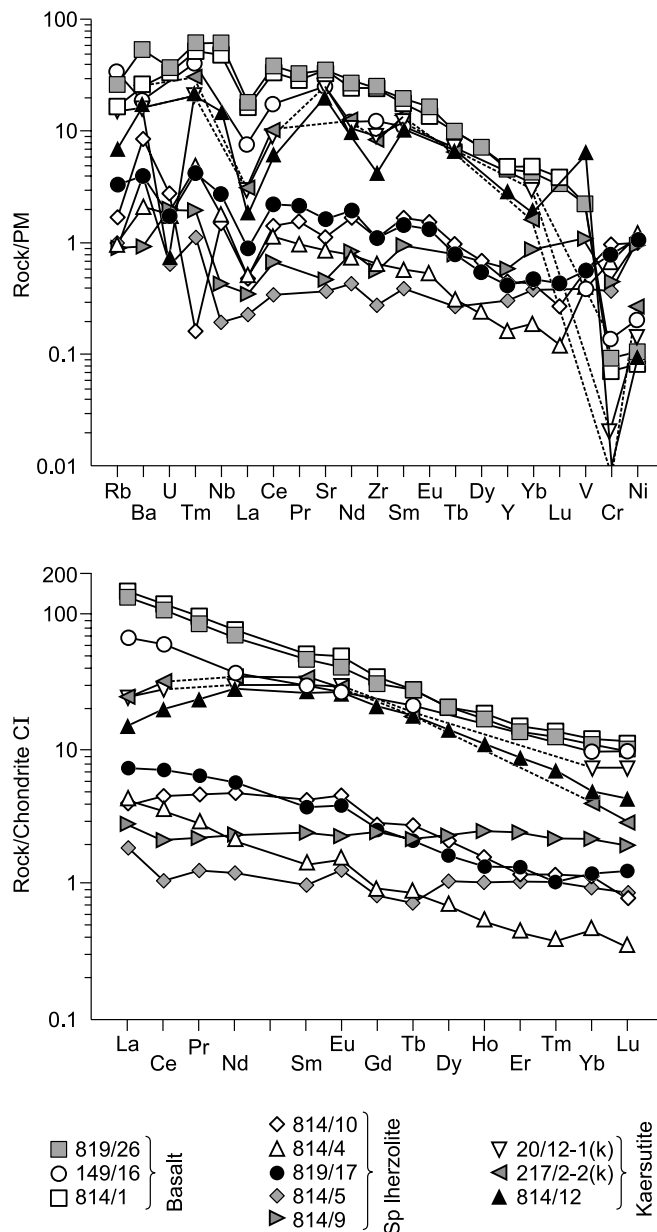 100
10
1
0.1
0.01
Rock/PM
Rb U Nb Ce Sr Zr Eu Dy Yb V Ni
Ba Tm La Pr Nd Sm Tb Y Lu Cr
200
100
10
1
0.1
Rock/Chondrite CI
La Pr Nd Sm Eu Tb Ho Tm Lu
Ce Gd Dy Er Yb
819/26
149/16
814/1
Basalt
814/10
814/4
819/17
814/5
814/9
Sp lherzolite
20/12-1(k)
217/2-2(k)
814/12
Kaersutite